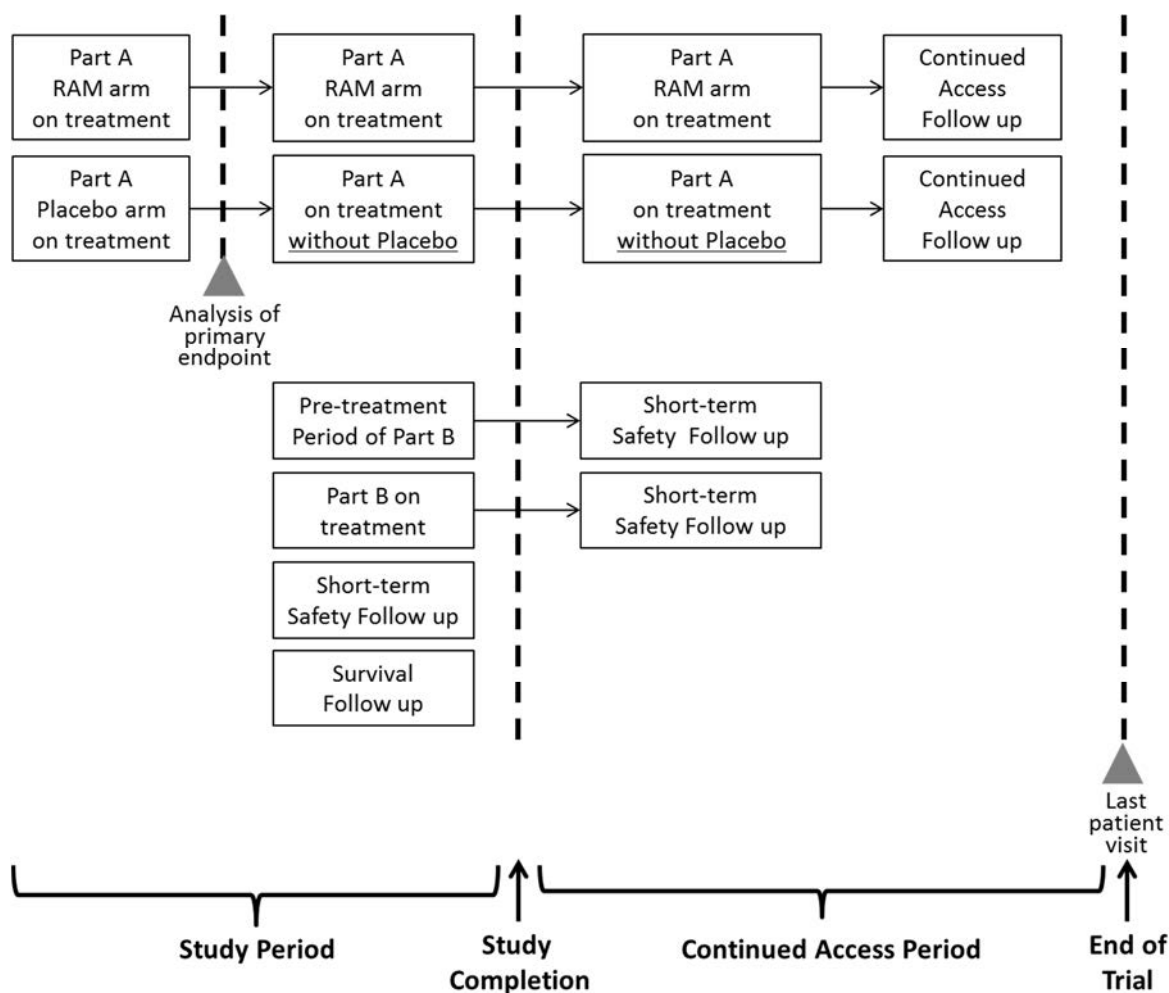 Part A
RAM arm
on treatment
Part A
RAM arm
on treatment
Part A
RAM arm
on treatment
Continued
Access
Follow up
Part A
Placebo arm
on treatment
Part A
on treatment
without Placebo
Part A
on treatment
without Placebo
Continued
Access
Follow up
Analysis of
primary
endpoint
Pre-treatment
Period of Part B
Short-term
Safety Follow up
Part B on
treatment
Short-term
Safety Follow up
Short-term
Safety Follow up
Survival
Follow up
Last
patient
visit
Study Period
Study
Completion
Continued Access Period
End of
Trial